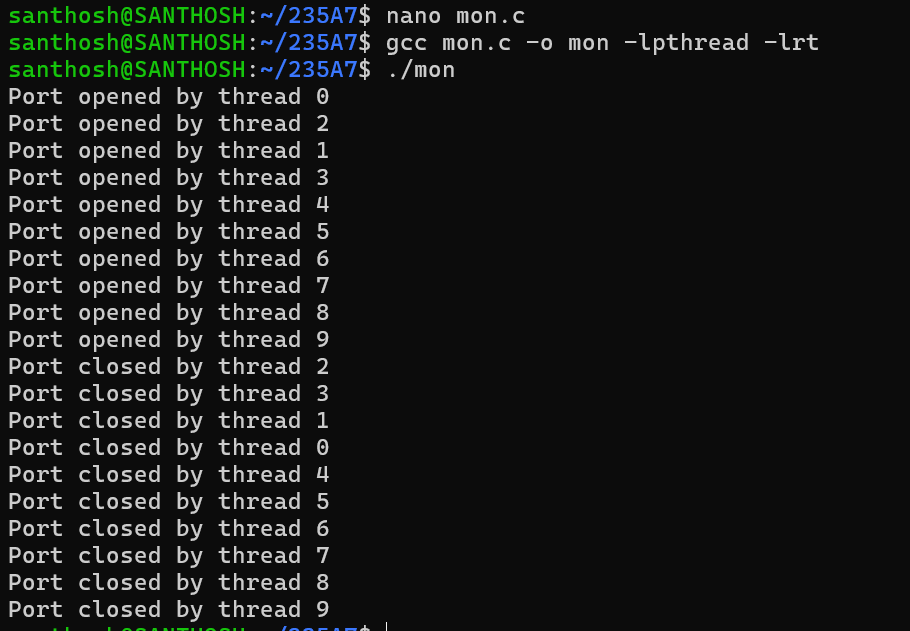 santhosh@SANTHOSH:~/235A7$ nano mon.c
santhosh@SANTHOSH:~/235A7$ gcc mon.c -o mon -lpthread -lrt
santhosh@SANTHOSH:~/235A7$ ./mon
Port opened by thread 0
Port opened by thread 2
Port opened by thread 1
Port opened by thread 3
Port opened by thread 4
Port opened by thread 5
Port opened by thread 6
Port opened by thread 7
Port opened by thread 8
Port opened by thread 9
Port closed by thread 2
Port closed by thread 3
Port closed by thread 1
Port closed by thread 0
Port closed by thread 4
Port closed by thread 5
Port closed by thread 6
Port closed by thread 7
Port closed by thread 8
Port closed by thread 9
santhosh@SANTHOSH:~/235A7$